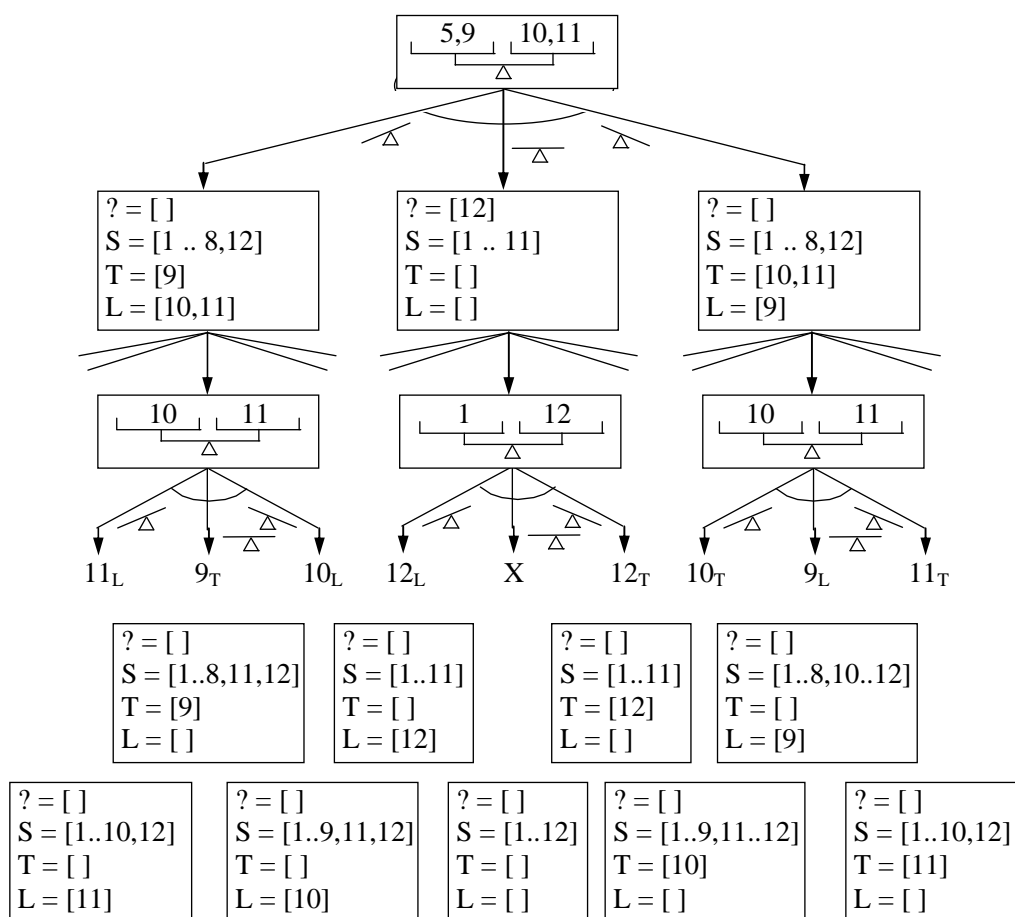 5,9 10,11
? = [ ]
S = [1 .. 8,12]
T = [9]
L = [10,11]
? = [12]
S = [1 .. 11]
T = [ ]
L = [ ]
? = [ ]
S = [1 .. 8,12]
T = [10,11]
L = [9]
10 11
1 12
10 11
11L 9T 10L 12L X 12T 10T 9L 11T
? = [ ]
S = [1..8,11,12]
T = [9]
L = [ ]
? = [ ]
S = [1..11]
T = [ ]
L = [12]
? = [ ]
S = [1..11]
T = [12]
L = [ ]
? = [ ]
S = [1..8,10..12]
T = [ ]
L = [9]
? = [ ]
S = [1..10,12]
T = [ ]
L = [11]
? = [ ]
S = [1..9,11,12]
T = [ ]
L = [10]
? = [ ]
S = [1..12]
T = [ ]
L = [ ]
? = [ ]
S = [1..9,11..12]
T = [10]
L = [ ]
? = [ ]
S = [1..10,12]
T = [11]
L = [ ]